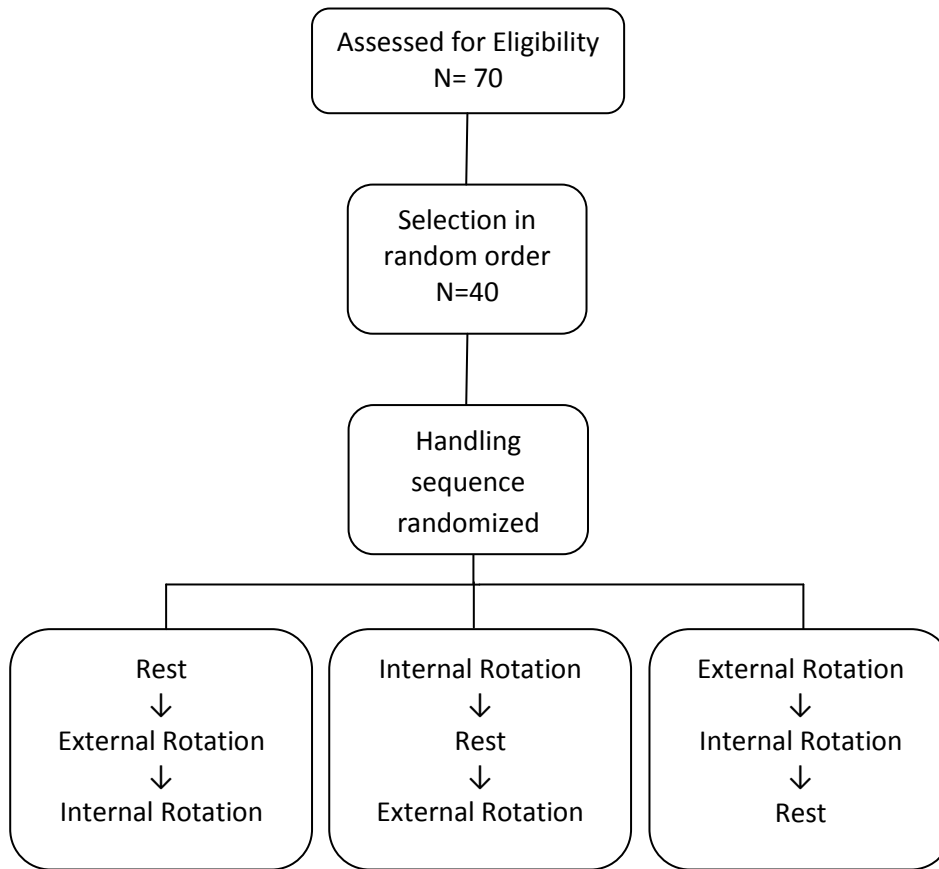 Assessed for Eligibility
N= 70
Selection in
random order
N=40
Handling
sequence
randomized
Rest
↓
External Rotation
↓
Internal Rotation
Internal Rotation
↓
Rest
↓
External Rotation
External Rotation
↓
Internal Rotation
↓
Rest